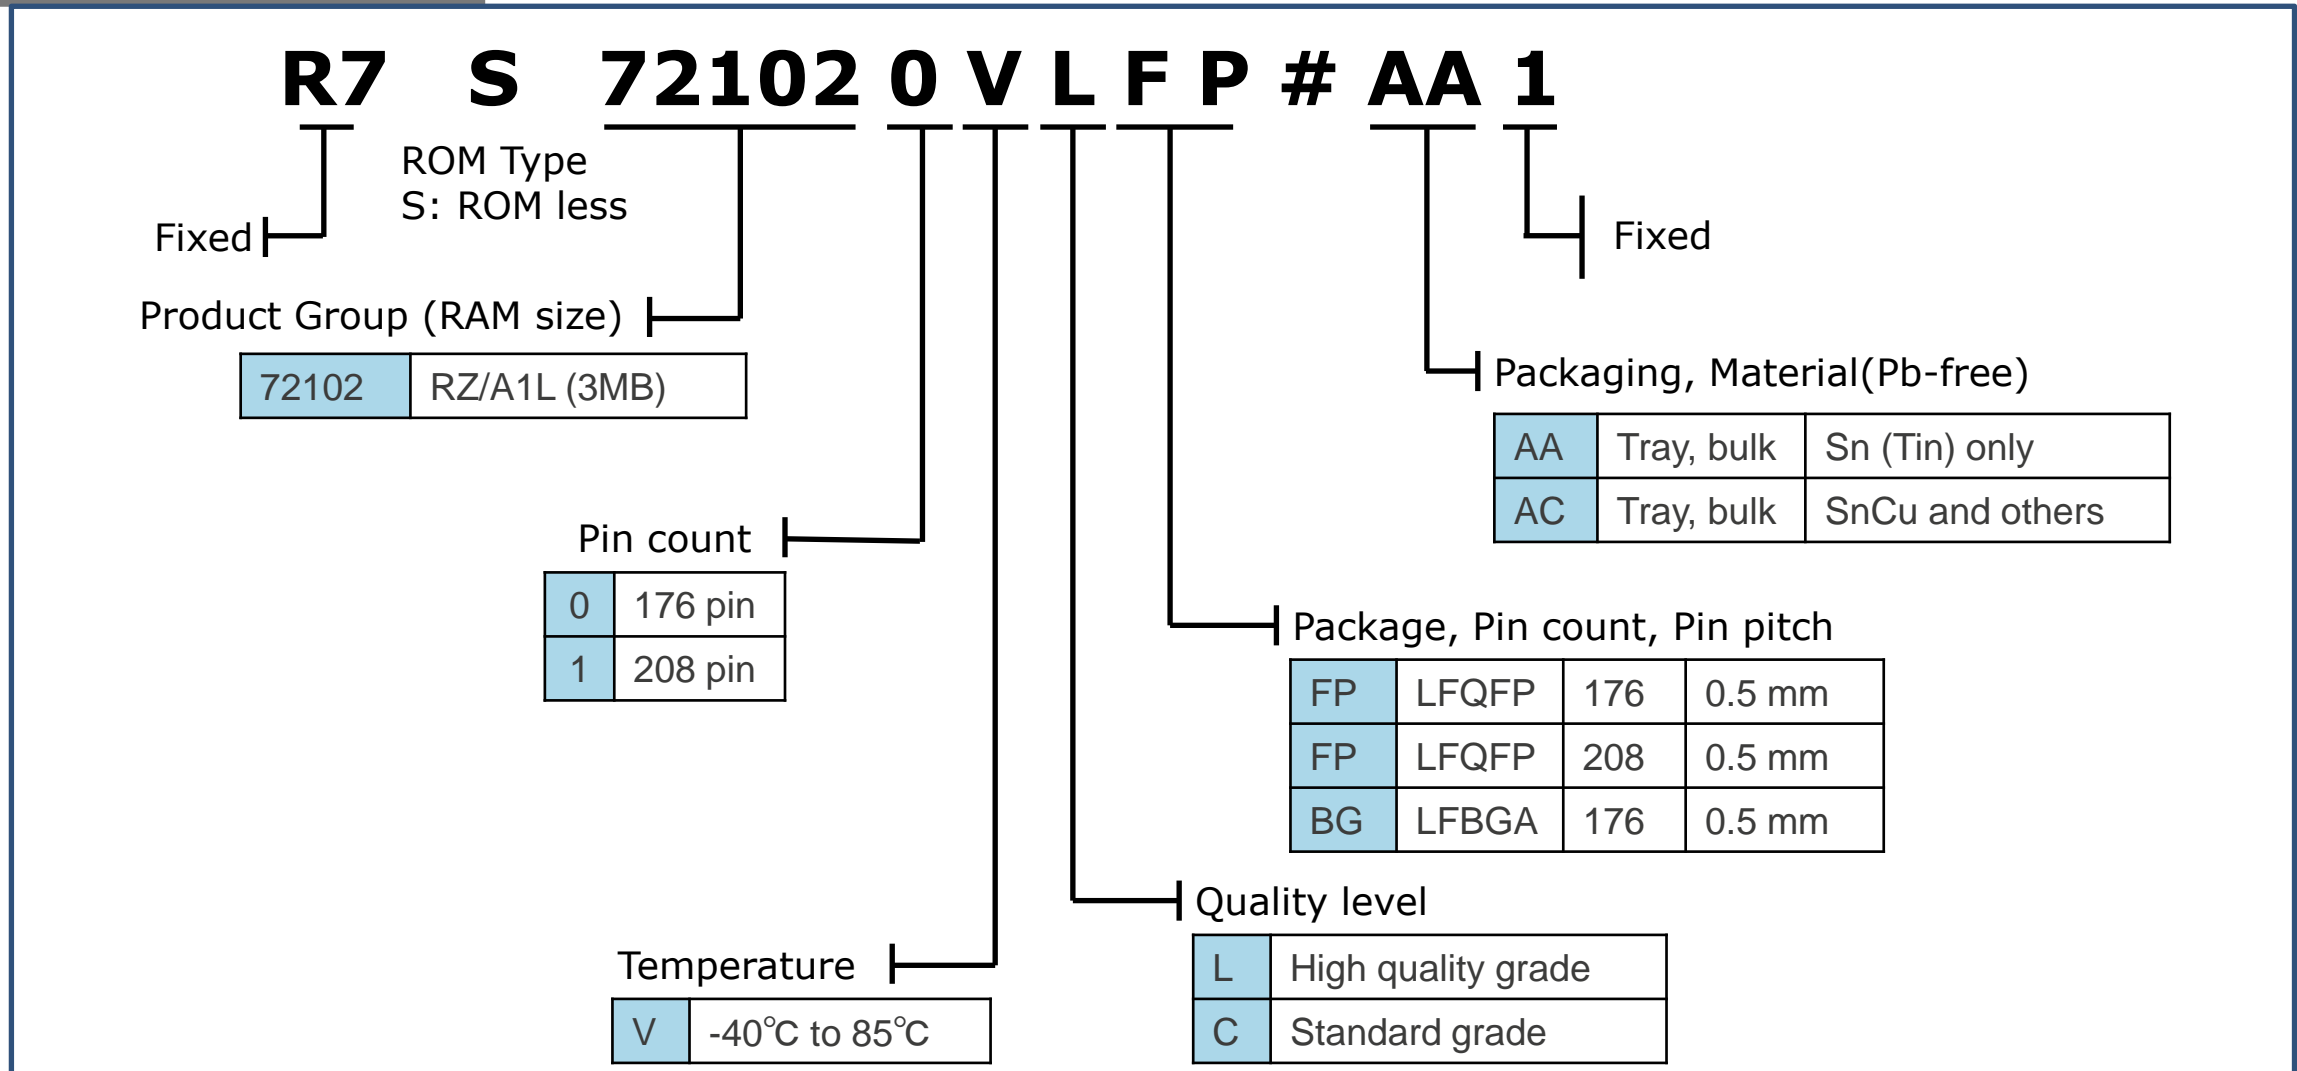 R7 S 72102 0 V L F P # AA 1
ROM Type
S: ROM less
Fixed
Fixed
Product Group (RAM size)
72102 RZ/A1L (3MB)
Packaging, Material(Pb-free)
AA Tray, bulk Sn (Tin) only
AC Tray, bulk SnCu and others
Pin count
0 176 pin
1 208 pin
Package, Pin count, Pin pitch
FP LFQFP 176 0.5 mm
FP LFQFP 208 0.5 mm
BG LFBGA 176 0.5 mm
Quality level
L High quality grade
C Standard grade
Temperature
V -40℃ to 85℃